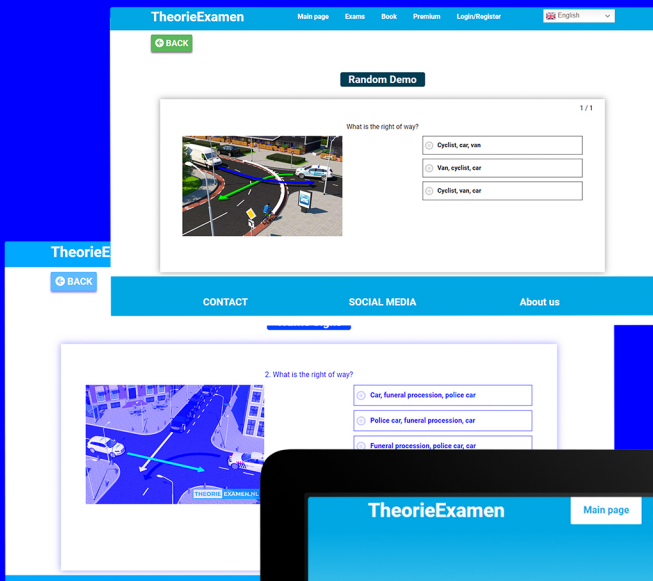 TheorieExamen
Main page
Exams
Book
Premium
Login/Register
English
BACK
Random Demo
1 / 1
What is the right of way?
Cyclist, car, van
Van, cyclist, car
Cyclist, van, car
CONTACT
SOCIAL MEDIA
About us
TheorieE
BACK
2. What is the right of way?
Car, funeral procession, police car
Police car, funeral procession, car
Funeral procession, police car, car
THEORIE EXAMEN.NL
TheorieExamen
Main page